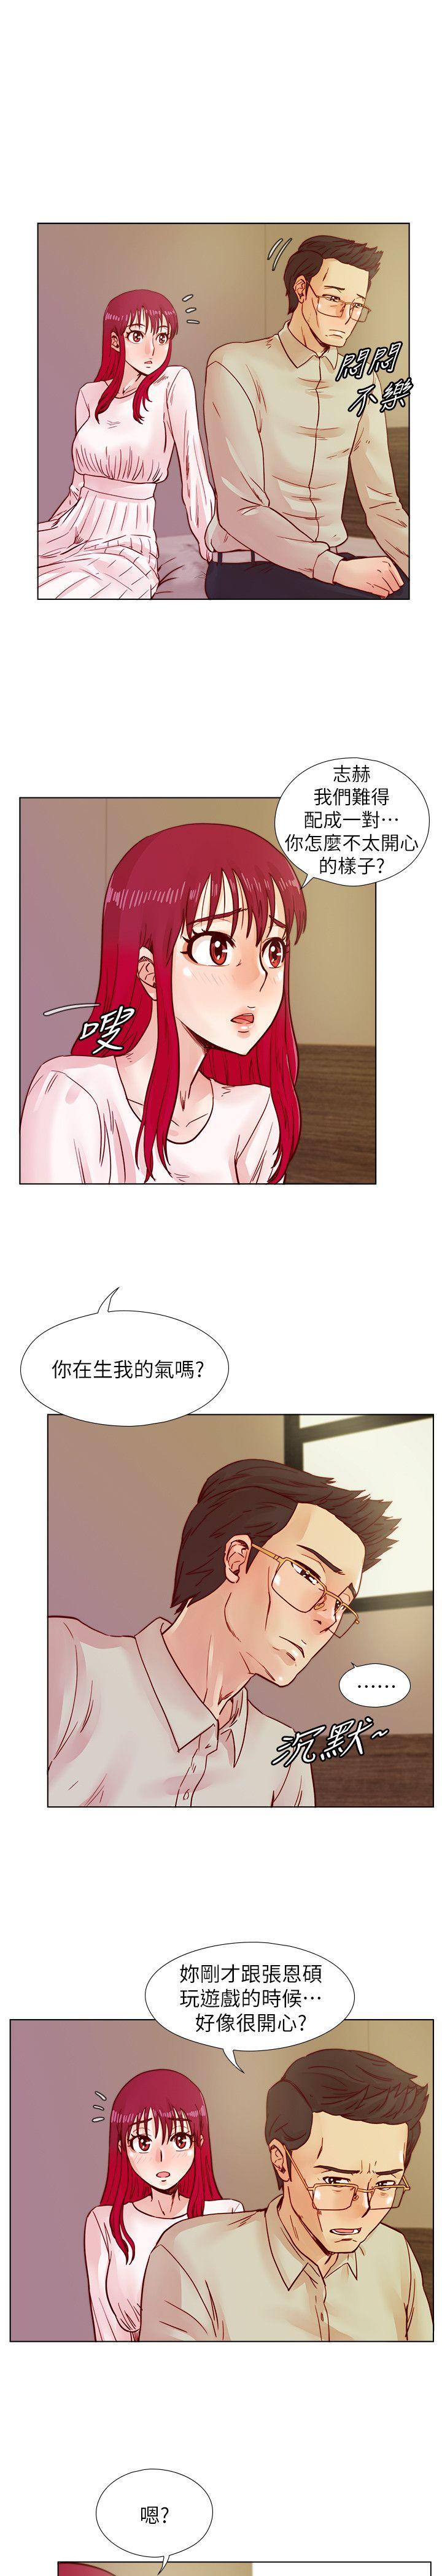 悶悶
不樂
志赫
我們難得
配成一對⋯
你怎麼不太開心
的樣子?
嗖
你在生我的氣嗎?
⋯⋯
沉默~
妳剛才跟張恩碩
玩遊戲的時候⋯
好像很開心?
嗯?